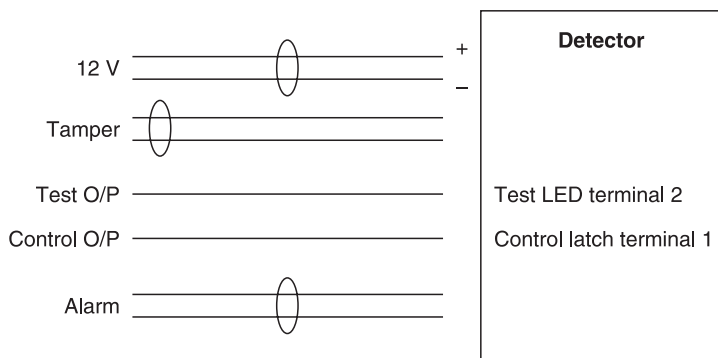 Detector
+
12 V
−
Tamper
Test O/P
Test LED terminal 2
Control O/P
Control latch terminal 1
Alarm